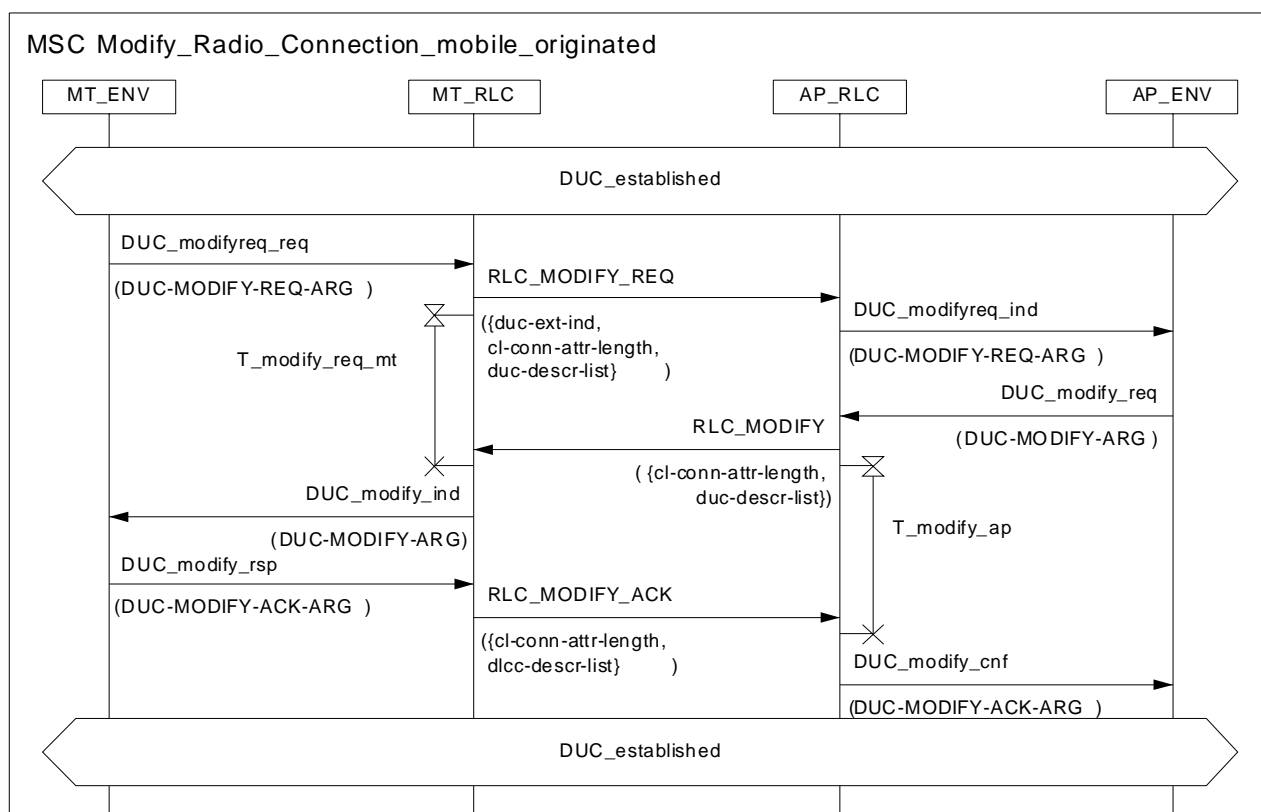 MSC Modify_Radio_Connection_mobile_originated
MT_ENV
MT_RLC
AP_RLC
AP_ENV
DUC_established
DUC_modifyreq_req
(DUC-MODIFY-REQ-ARG )
RLC_MODIFY_REQ
({duc-ext-ind,
cl-conn-attr-length,
duc-descr-list} )
T_modify_req_mt
DUC_modifyreq_ind
(DUC-MODIFY-REQ-ARG )
DUC_modify_req
(DUC-MODIFY-ARG )
RLC_MODIFY
( {cl-conn-attr-length,
duc-descr-list})
T_modify_ap
DUC_modify_ind
(DUC-MODIFY-ARG)
DUC_modify_rsp
(DUC-MODIFY-ACK-ARG )
RLC_MODIFY_ACK
({cl-conn-attr-length,
dlcc-descr-list} )
DUC_modify_cnf
(DUC-MODIFY-ACK-ARG )
DUC_established